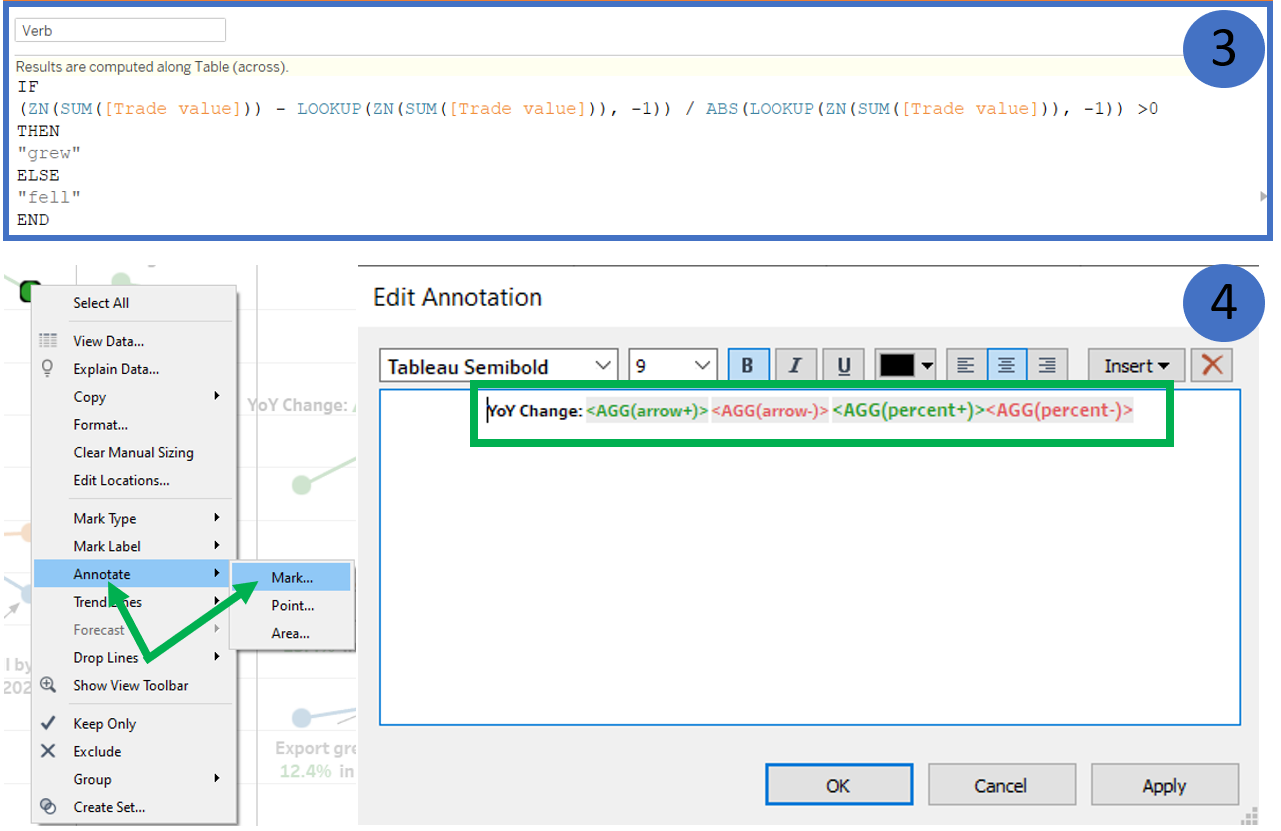 Verb
3
Results are computed along Table (across).
IF
(ZN(SUM([Trade value])) - LOOKUP(ZN(SUM([Trade value])), -1)) / ABS(LOOKUP(ZN(SUM([Trade value])), -1)) >0
THEN
"grew"
ELSE
"fell"
END
4
Select All
View Data...
Explain Data...
Copy
Format...
Clear Manual Sizing
Edit Locations...
Mark Type
Mark Label
Annotate
Trend Lines
Forecast
Drop Lines
Show View Toolbar
Keep Only
Exclude
Group
Create Set...
Mark...
Point...
Area...
YoY Change:
l by
202
Export gre
12.4% in
Edit Annotation
Tableau Semibold 9 B I U Insert
YoY Change: <AGG(arrow+)> <AGG(arrow-)> <AGG(percent+)><AGG(percent-)>
OK Cancel Apply